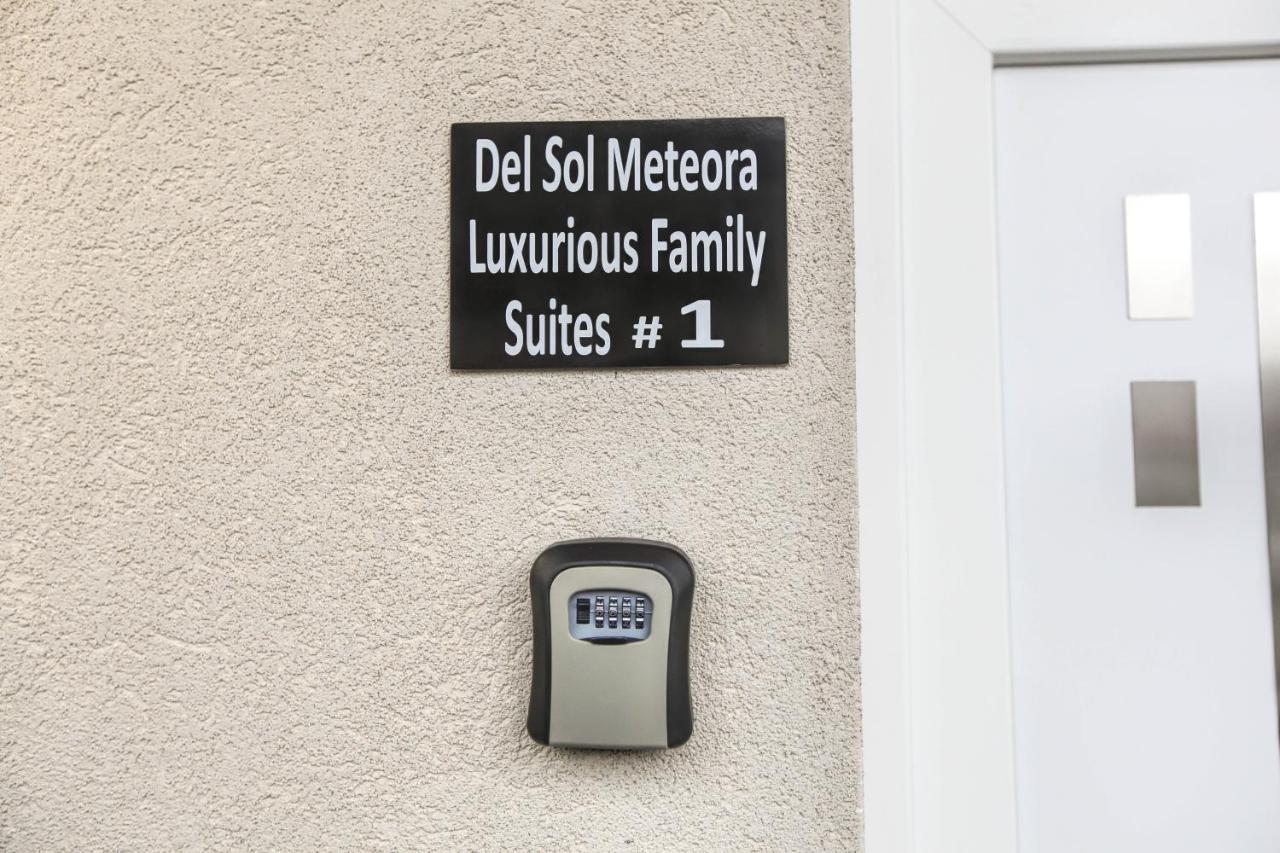 Del Sol Meteora
Luxurious Family
Suites # 1